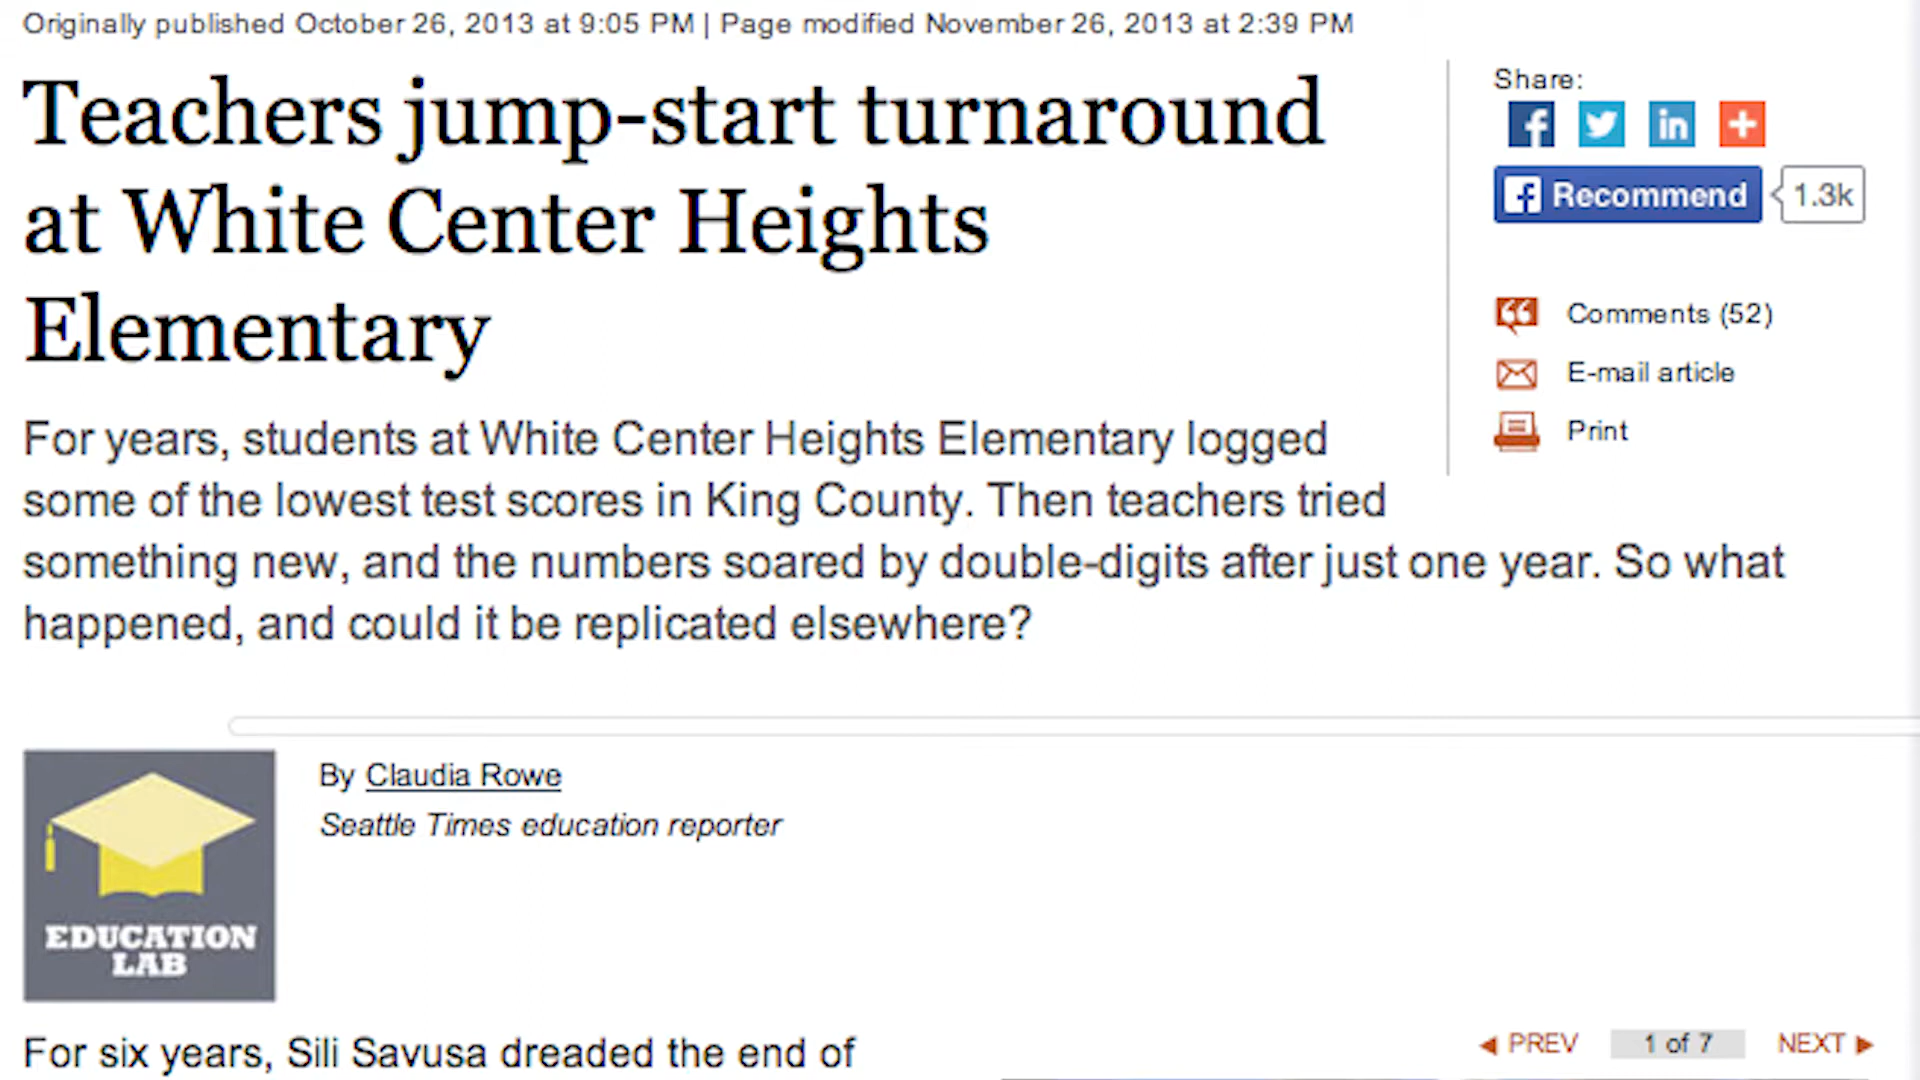 Originally published October 26, 2013 at 9:05 PM | Page modified November 26, 2013 at 2:39 PM
Teachers jump-start turnaround
at White Center Heights
Elementary
Share:
Recommend
1.3k
Comments (52)
E-mail article
Print
For years, students at White Center Heights Elementary logged
some of the lowest test scores in King County. Then teachers tried
something new, and the numbers soared by double-digits after just one year. So what
happened, and could it be replicated elsewhere?
By Claudia Rowe
Seattle Times education reporter
EDUCATION
LAB
For six years, Sili Savusa dreaded the end of
PREV 1 of 7 NEXT